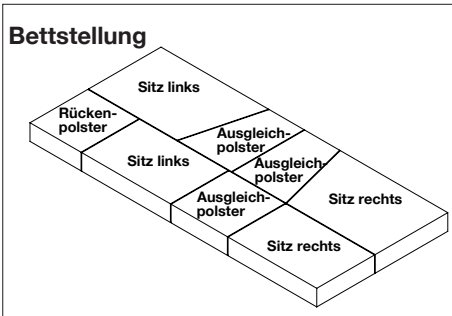 Bettstellung
Sitz links
Rücken-
polster
Ausgleich-
polster
Sitz links
Ausgleich-
polster
Ausgleich-
polster
Sitz rechts
Sitz rechts